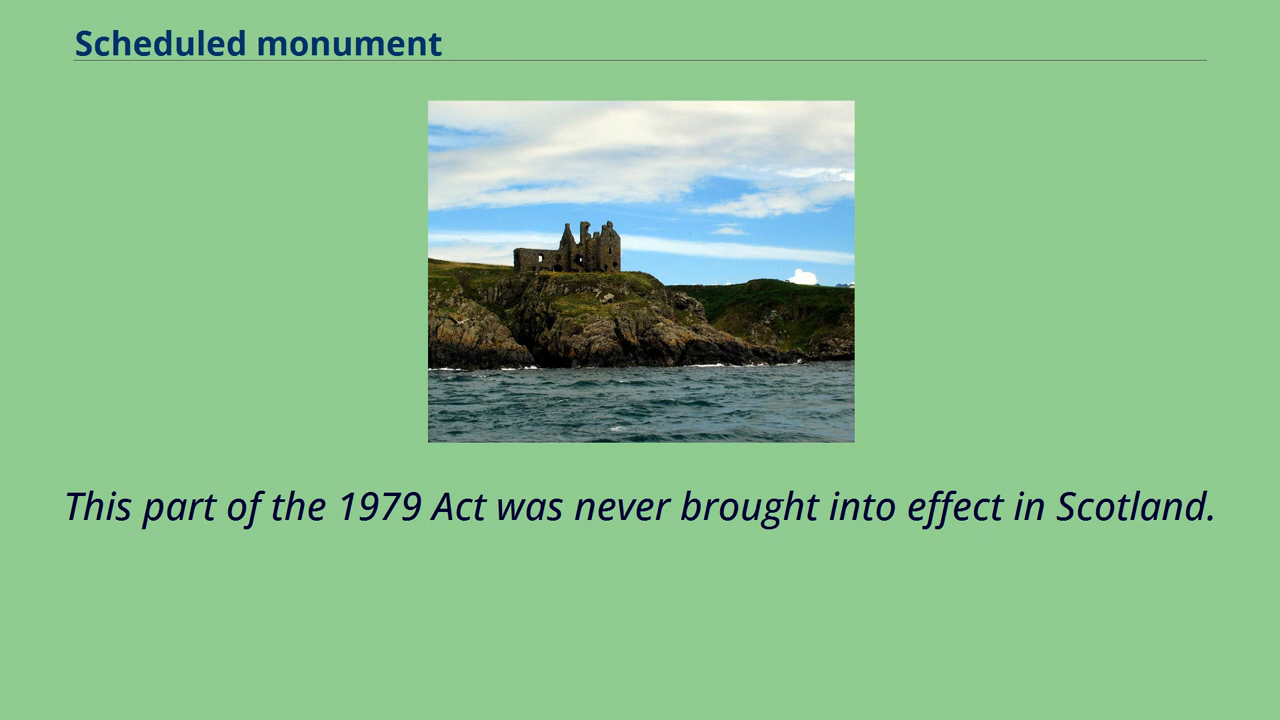 Scheduled monument
This part of the 1979 Act was never brought into effect in Scotland.